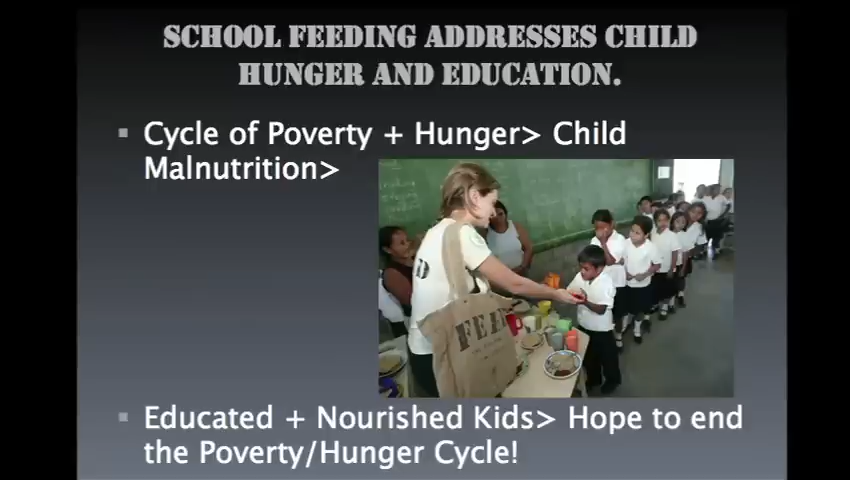 SCHOOL FEEDING ADDRESSES CHILD
HUNGER AND EDUCATION.
Cycle of Poverty + Hunger> Child
Malnutrition>
FEED
Educated + Nourished Kids> Hope to end
the Poverty/Hunger Cycle!